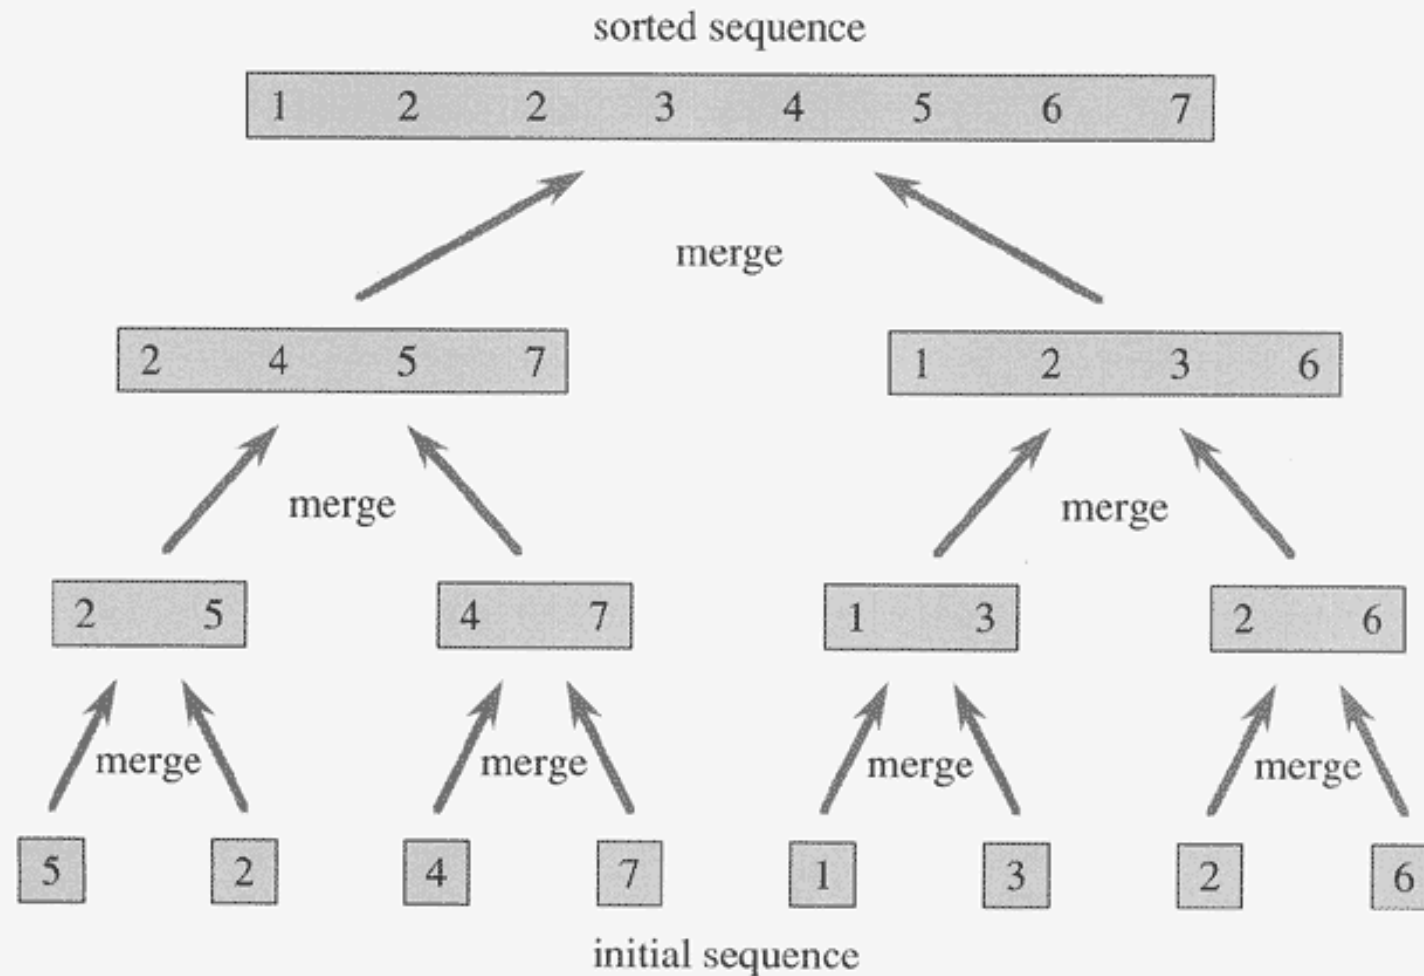 sorted sequence
1 2 2 3 4 5 6 7
merge
2 4 5 7 1 2 3 6
merge merge
2 5 4 7 1 3 2 6
merge merge merge merge
5 2 4 7 1 3 2 6
initial sequence